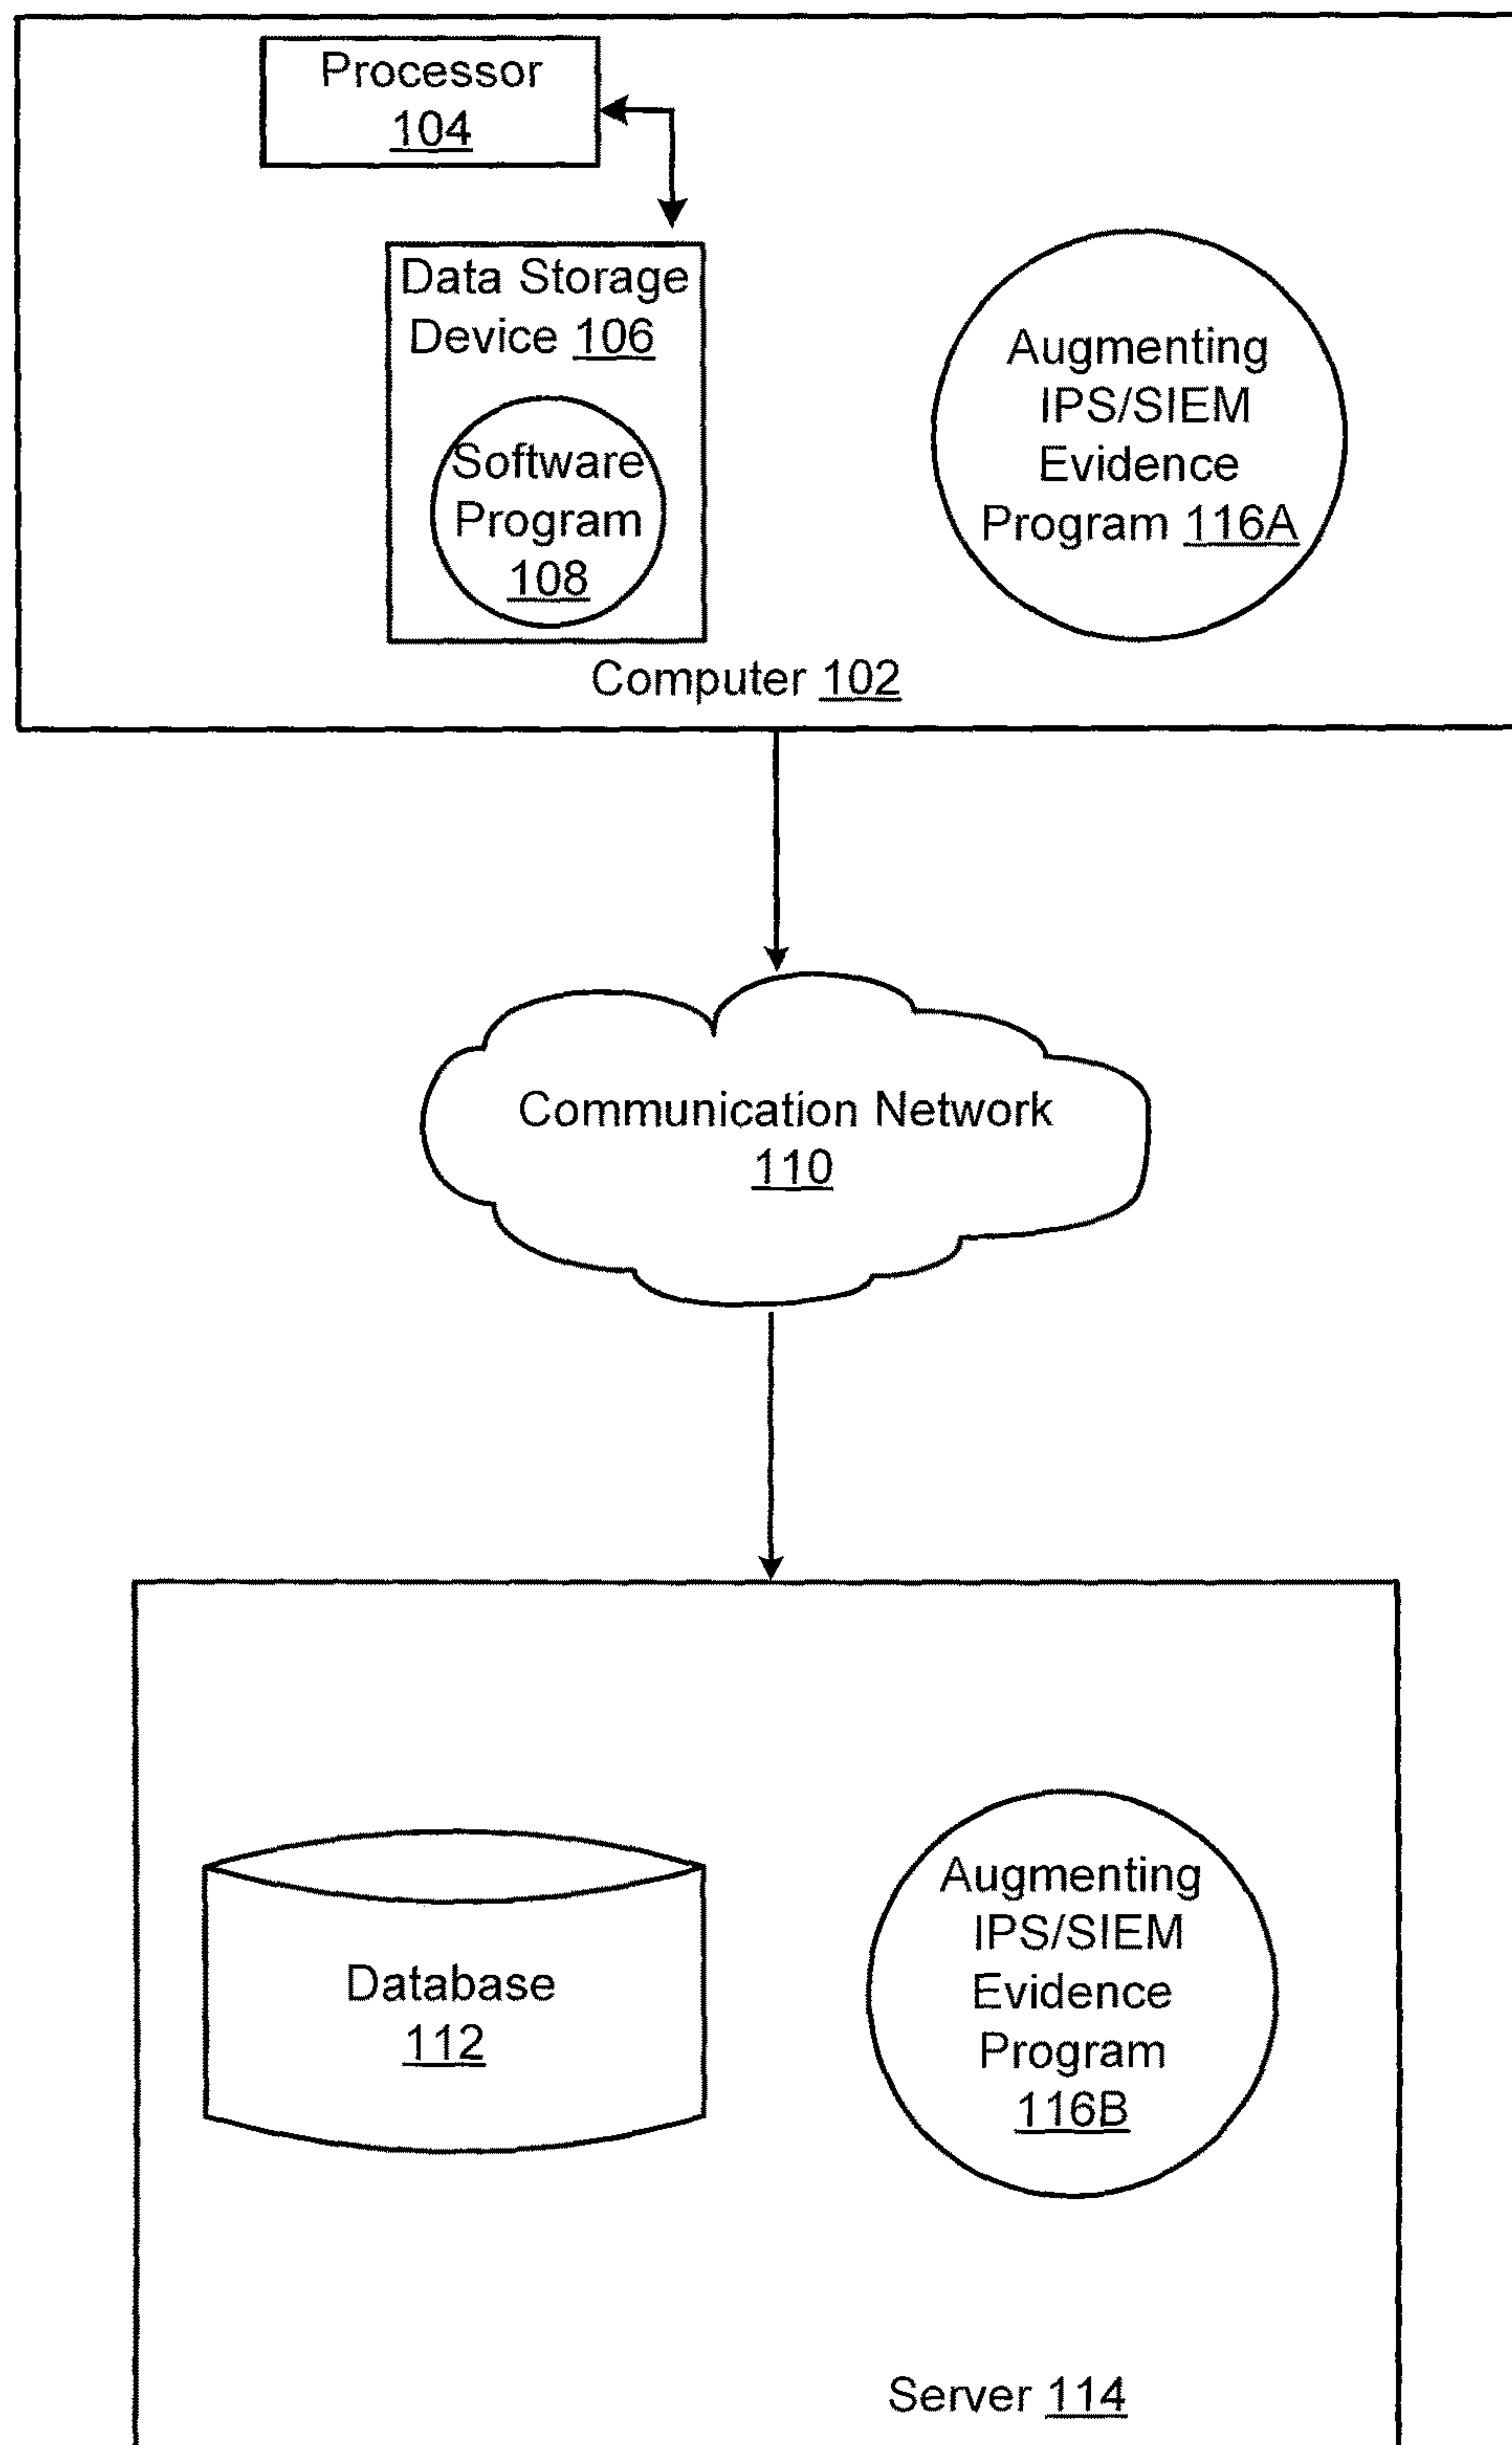 Processor
104
Data Storage
Device 106
Software
Program
108
Augmenting
IPS/SIEM
Evidence
Program 116A
Computer 102
Communication Network
110
Database
112
Augmenting
IPS/SIEM
Evidence
Program
116B
Server 114